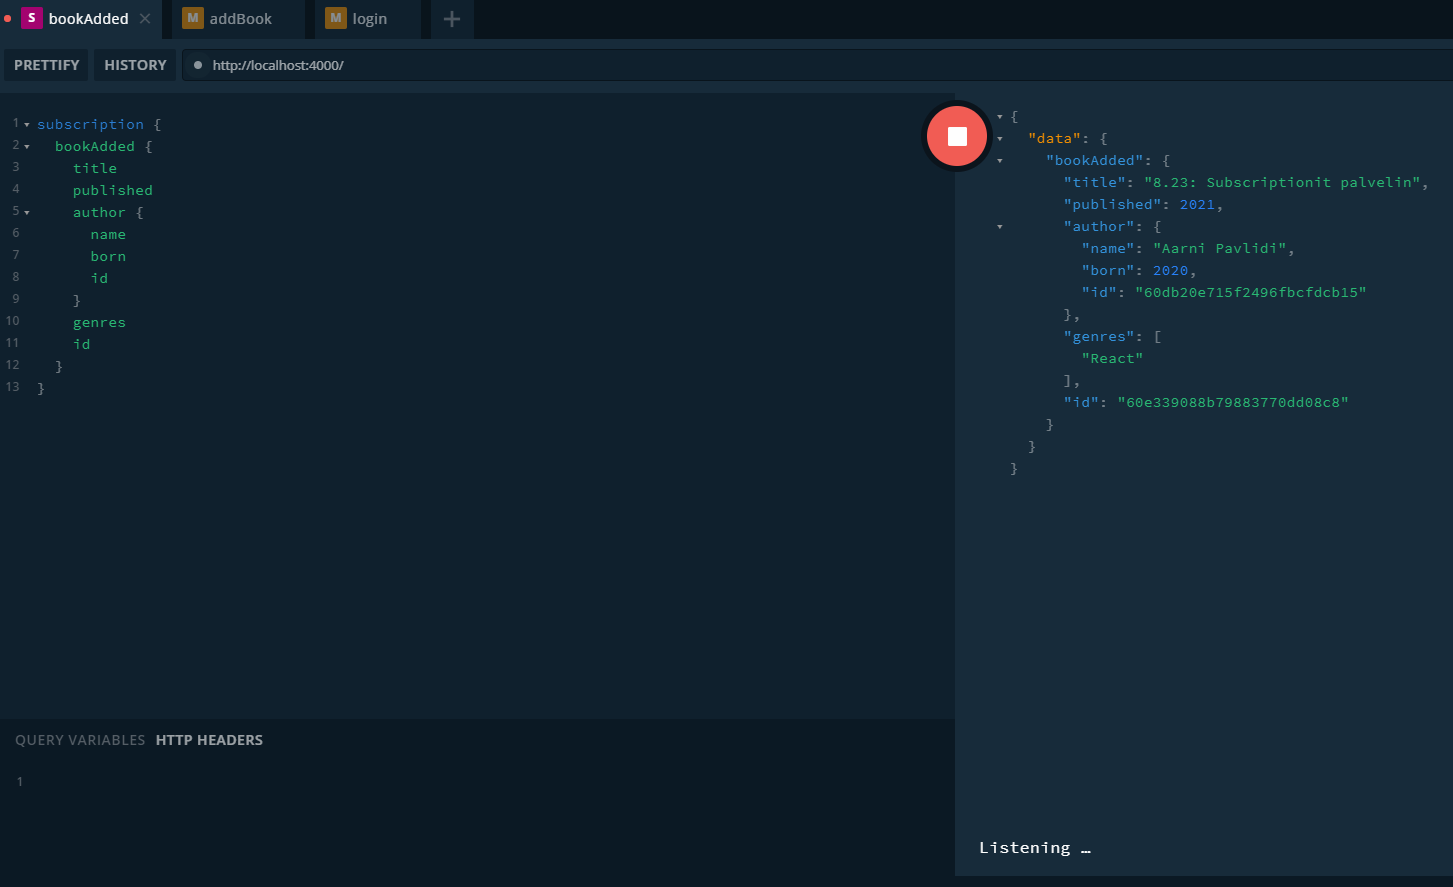 S bookAdded × M addBook M login +
PRETTIFY HISTORY http://localhost:4000/
1 subscription {
2 bookAdded {
3 title
4 published
5 author {
6 name
7 born
8 id
9 }
10 genres
11 id
12 }
13 }
{
"data": {
"bookAdded": {
"title": "8.23: Subscriptionit palvelin",
"published": 2021,
"author": {
"name": "Aarni Pavlidi",
"born": 2020,
"id": "60db20e715f2496fbcfdcb15"
},
"genres": [
"React"
],
"id": "60e339088b79883770dd08c8"
}
}
}
QUERY VARIABLES HTTP HEADERS
1
Listening …